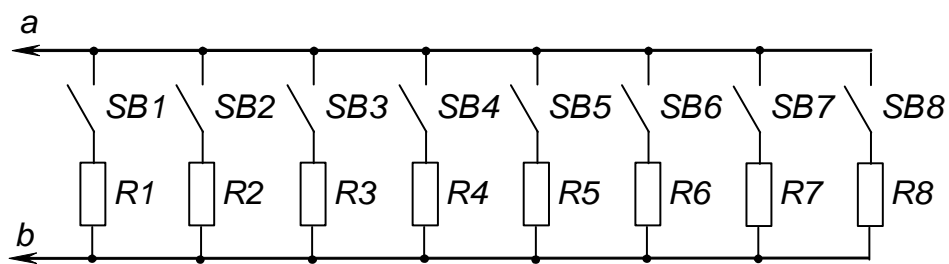 a
SB1 SB2 SB3 SB4 SB5 SB6 SB7 SB8
R1 R2 R3 R4 R5 R6 R7 R8
b